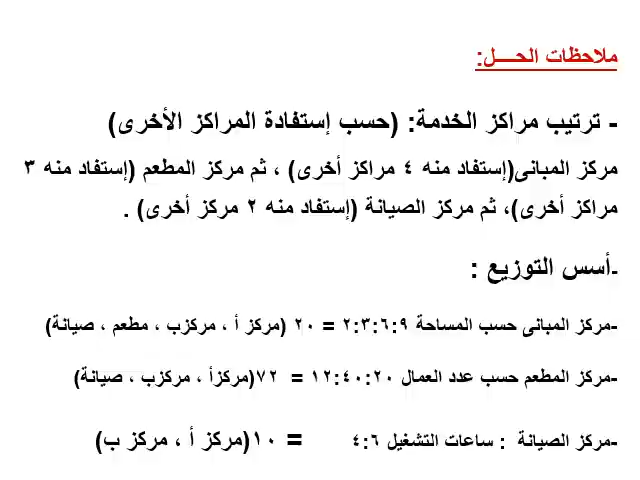 ملاحظات الحــــل:
- ترتيب مراكز الخدمة: (حسب إستفادة المراكز الأخرى)
مركز المبانى(إستفاد منه ٤ مراكز أخرى) ، ثم مركز المطعم (إستفاد منه ٣
مراكز أخرى)، ثم مركز الصيانة (إستفاد منه ٢ مركز أخرى) .
-أسس التوزيع :
-مركز المبانى حسب المساحة ٢:٣:٦:٩ = ٢٠ (مركز أ ، مركزب ، مطعم ، صيانة)
-مركز المطعم حسب عدد العمال ١٢:٤٠:٢٠ = ٧٢(مركزأ ، مركزب ، صيانة)
-مركز الصيانة : ساعات التشغيل ٤:٦ = ١٠(مركز أ ، مركز ب)